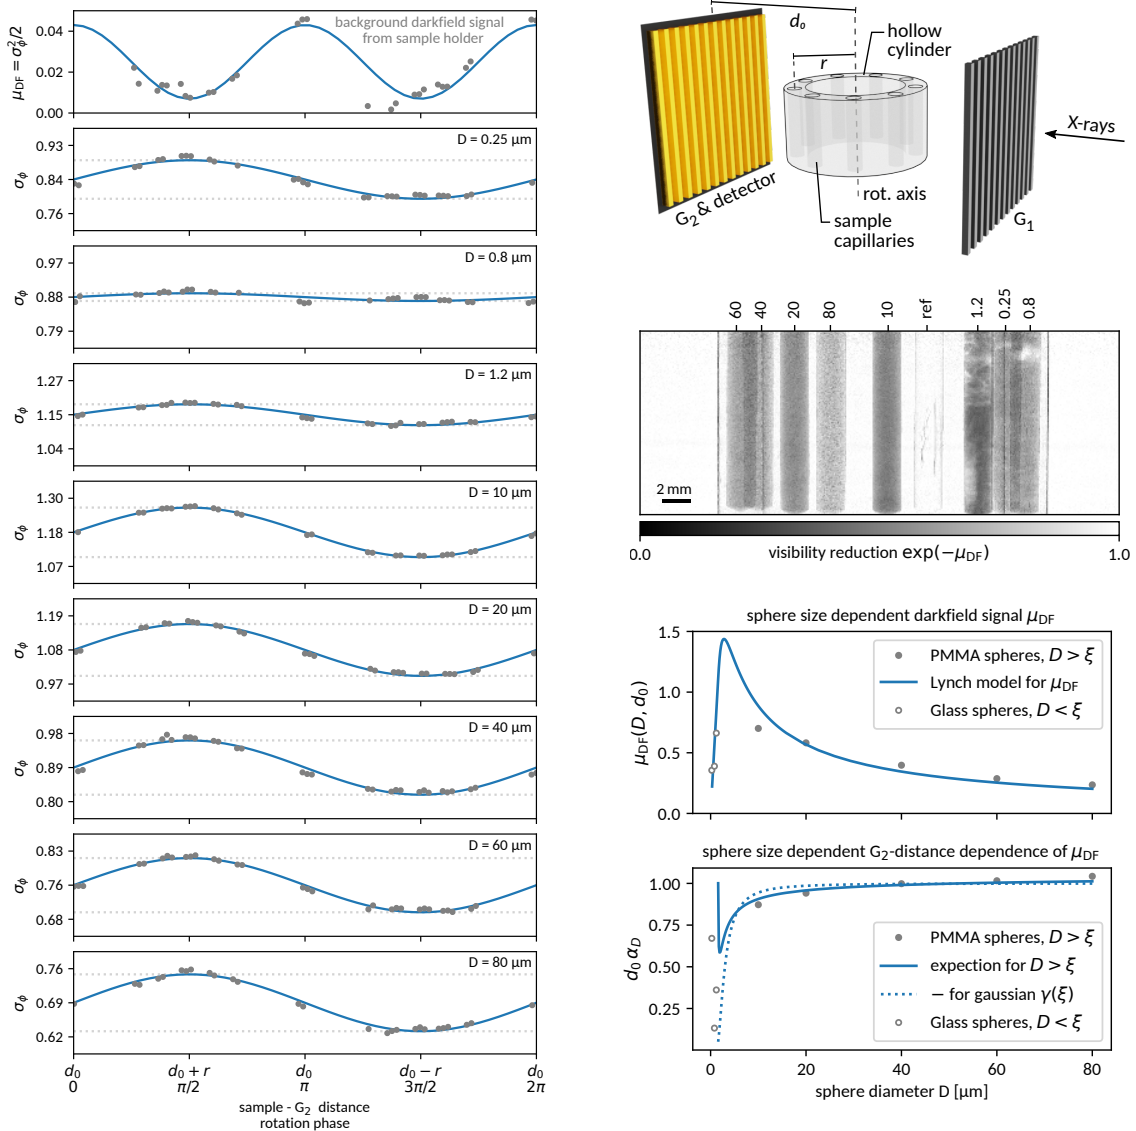 background darkfield signal
from sample holder
μDF = σϕ²/2
0.04
0.02
0.00
D = 0.25 μm
σϕ
0.93
0.84
0.76
D = 0.8 μm
σϕ
0.97
0.88
0.79
D = 1.2 μm
σϕ
1.27
1.15
1.04
D = 10 μm
σϕ
1.30
1.18
1.07
D = 20 μm
σϕ
1.19
1.08
0.97
D = 40 μm
σϕ
0.98
0.89
0.80
D = 60 μm
σϕ
0.83
0.76
0.68
D = 80 μm
σϕ
0.76
0.69
0.62
d₀ d₀ + r d₀ d₀ − r d₀
0 π/2 π 3π/2 2π
sample - G₂ distance
rotation phase
d₀
r
hollow
cylinder
X-rays
G₂ & detector
rot. axis
sample
capillaries
G₁
60 40 20 80 10 ref 1.2 0.25 0.8
2 mm
0.0 visibility reduction exp(−μDF) 1.0
sphere size dependent darkfield signal μDF
μDF(D, d₀)
1.5
1.0
0.5
0.0
PMMA spheres, D > ξ
Lynch model for μDF
Glass spheres, D < ξ
sphere size dependent G₂-distance dependence of μDF
d₀ αD
1.00
0.75
0.50
0.25
PMMA spheres, D > ξ
expection for D > ξ
− for gaussian γ(ξ)
Glass spheres, D < ξ
0 20 40 60 80
sphere diameter D [μm]